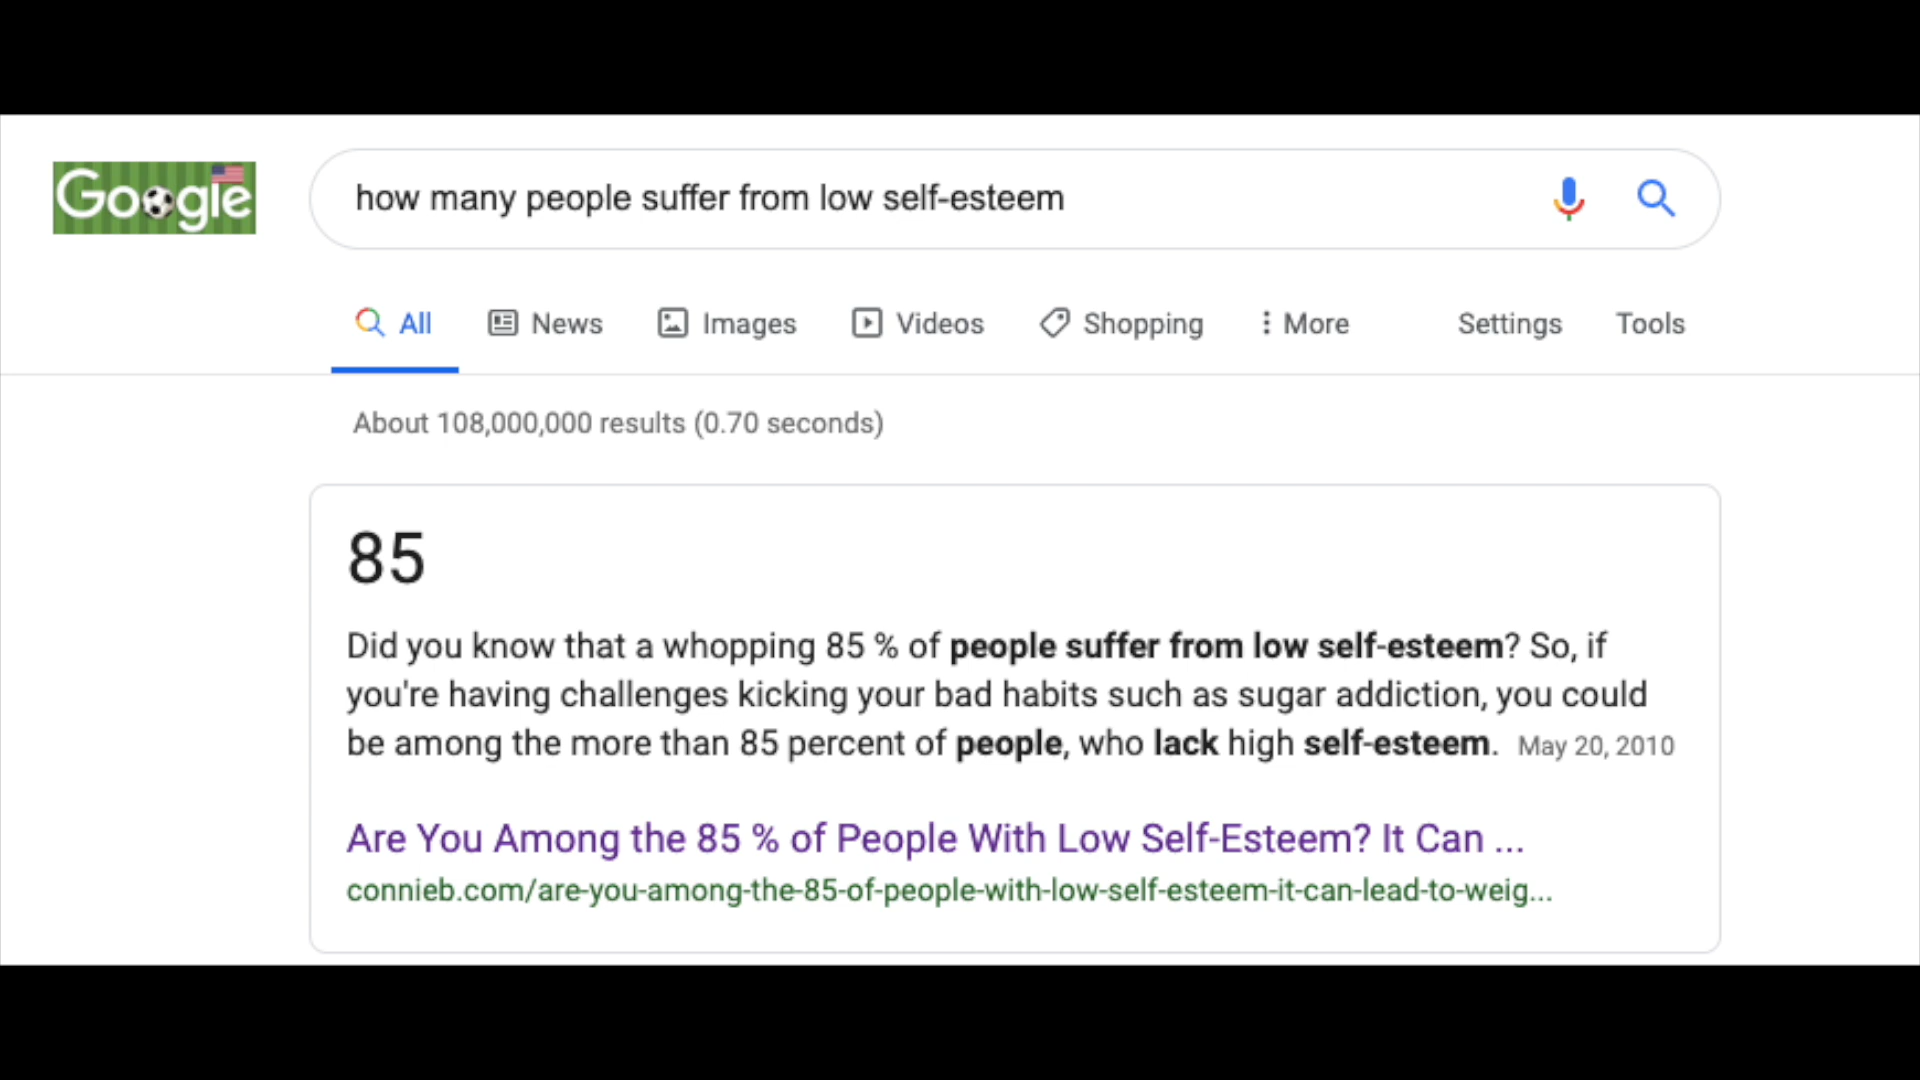 Google
how many people suffer from low self-esteem
All News Images Videos Shopping More Settings Tools
About 108,000,000 results (0.70 seconds)
85
Did you know that a whopping 85 % of people suffer from low self-esteem? So, if
you're having challenges kicking your bad habits such as sugar addiction, you could
be among the more than 85 percent of people, who lack high self-esteem. May 20, 2010
Are You Among the 85 % of People With Low Self-Esteem? It Can ...
connieb.com/are-you-among-the-85-of-people-with-low-self-esteem-it-can-lead-to-weig...